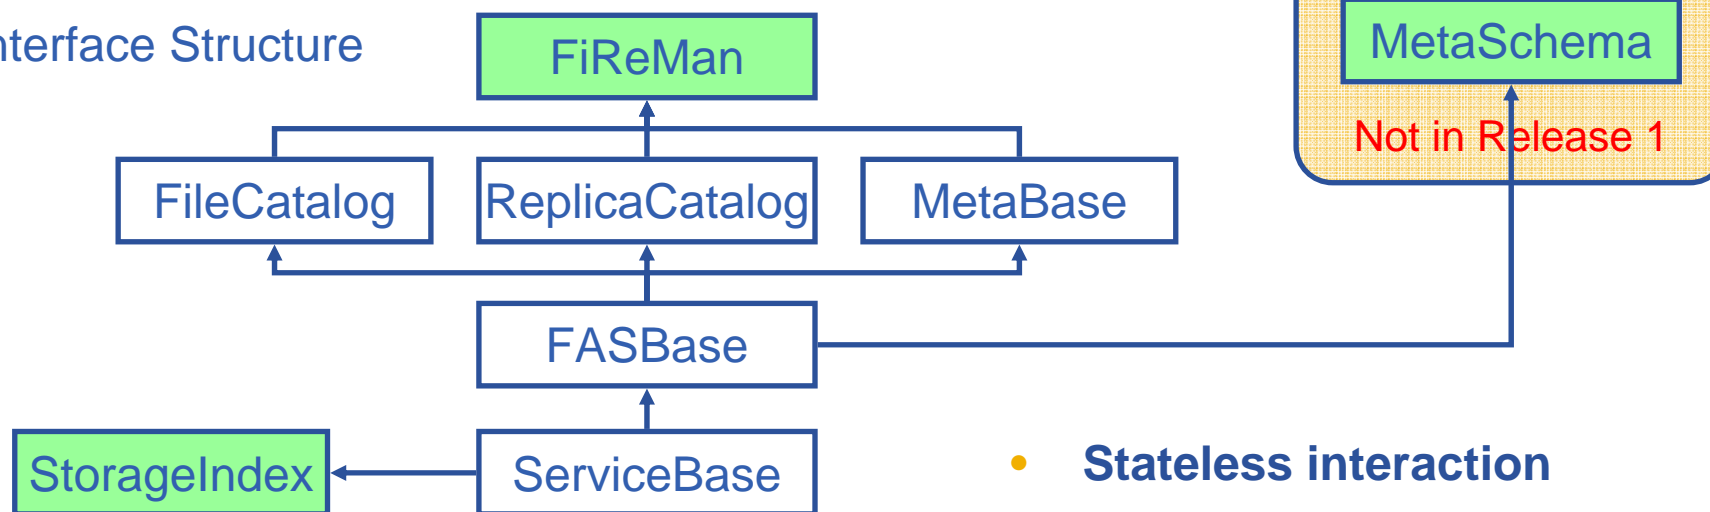 nterface Structure
FiReMan
MetaSchema
Not in Release 1
FileCatalog
ReplicaCatalog
MetaBase
FASBase
StorageIndex
ServiceBase
• Stateless interaction